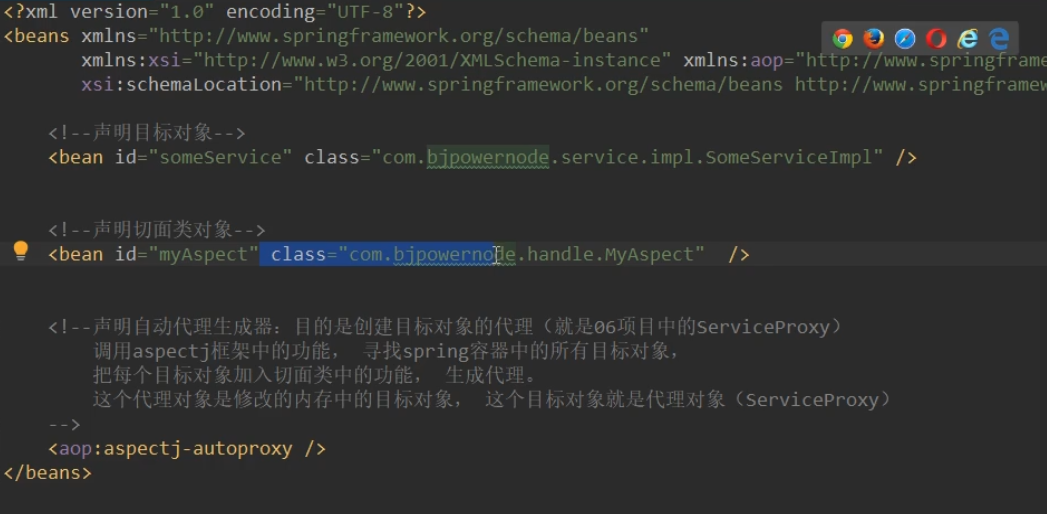 <?xml version="1.0" encoding="UTF-8"?>
<beans xmlns="http://www.springframework.org/schema/beans"
xmlns:xsi="http://www.w3.org/2001/XMLSchema-instance" xmlns:aop="http://www.springframe
xsi:schemaLocation="http://www.springframework.org/schema/beans http://www.springframew
<!--声明目标对象-->
<bean id="someService" class="com.bjpowernode.service.impl.SomeServiceImpl" />
<!--声明切面类对象-->
<bean id="myAspect" class="com.bjpowernode.handle.MyAspect"  />
<!--声明自动代理生成器：目的是创建目标对象的代理（就是06项目中的ServiceProxy）
调用aspectj框架中的功能， 寻找spring容器中的所有目标对象，
把每个目标对象加入切面类中的功能， 生成代理。
这个代理对象是修改的内存中的目标对象， 这个目标对象就是代理对象（ServiceProxy）
-->
<aop:aspectj-autoproxy />
</beans>